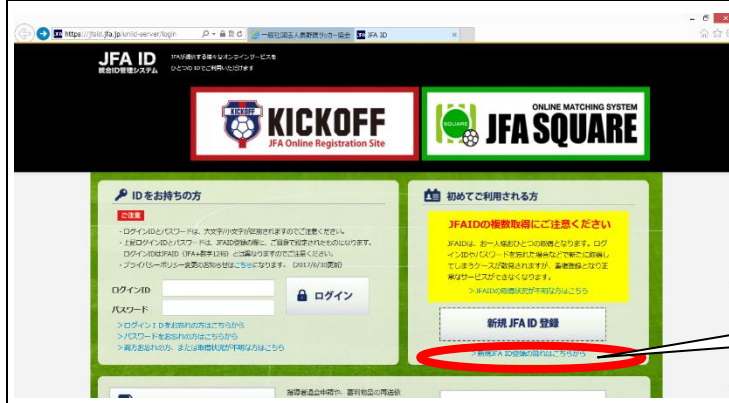 https://jfaid.jfa.jp/uniid-server/login
一般社団法人長野県サッカー協会
JFA ID
JFA ID
統合ID管理システム
JFAが提供する様々なオンラインサービスを
ひとつの IDでご利用いただけます
KICKOFF
KICKOFF
JFA Online Registration Site
SQUARE
ONLINE MATCHING SYSTEM
JFA SQUARE
IDをお持ちの方
ご注意
・ログインIDとパスワードは、大文字/小文字が区別されますのでご注意ください。
・上記ログインIDとパスワードは、JFAID登録の際に、ご自身で設定されたものになります。
ログインIDはJFAID（JFA+数字12桁）とは異なりますのでご注意ください。
・プライバシーポリシー変更のお知らせはこちらになります。（2017/6/30更新）
ログインID
パスワード
ログイン
>ログインＩＤをお忘れの方はこちらから
>パスワードをお忘れの方はこちらから
>両方お忘れの方、または取得状況が不明な方はこちら
初めてご利用される方
JFAIDの複数取得にご注意ください
JFAIDは、お一人様おひとつの取得となります。ログ
インIDやパスワードを忘れた場合などで新たに取得し
てしまうケースが散見されますが、重複登録となり正
常なサービスができなくなります。
>JFAIDの取得状況が不明な方はこちら
新規 JFA ID 登録
>新規JFA ID登録の流れはこちらから
指導者退会申請や、審判物品の再送依